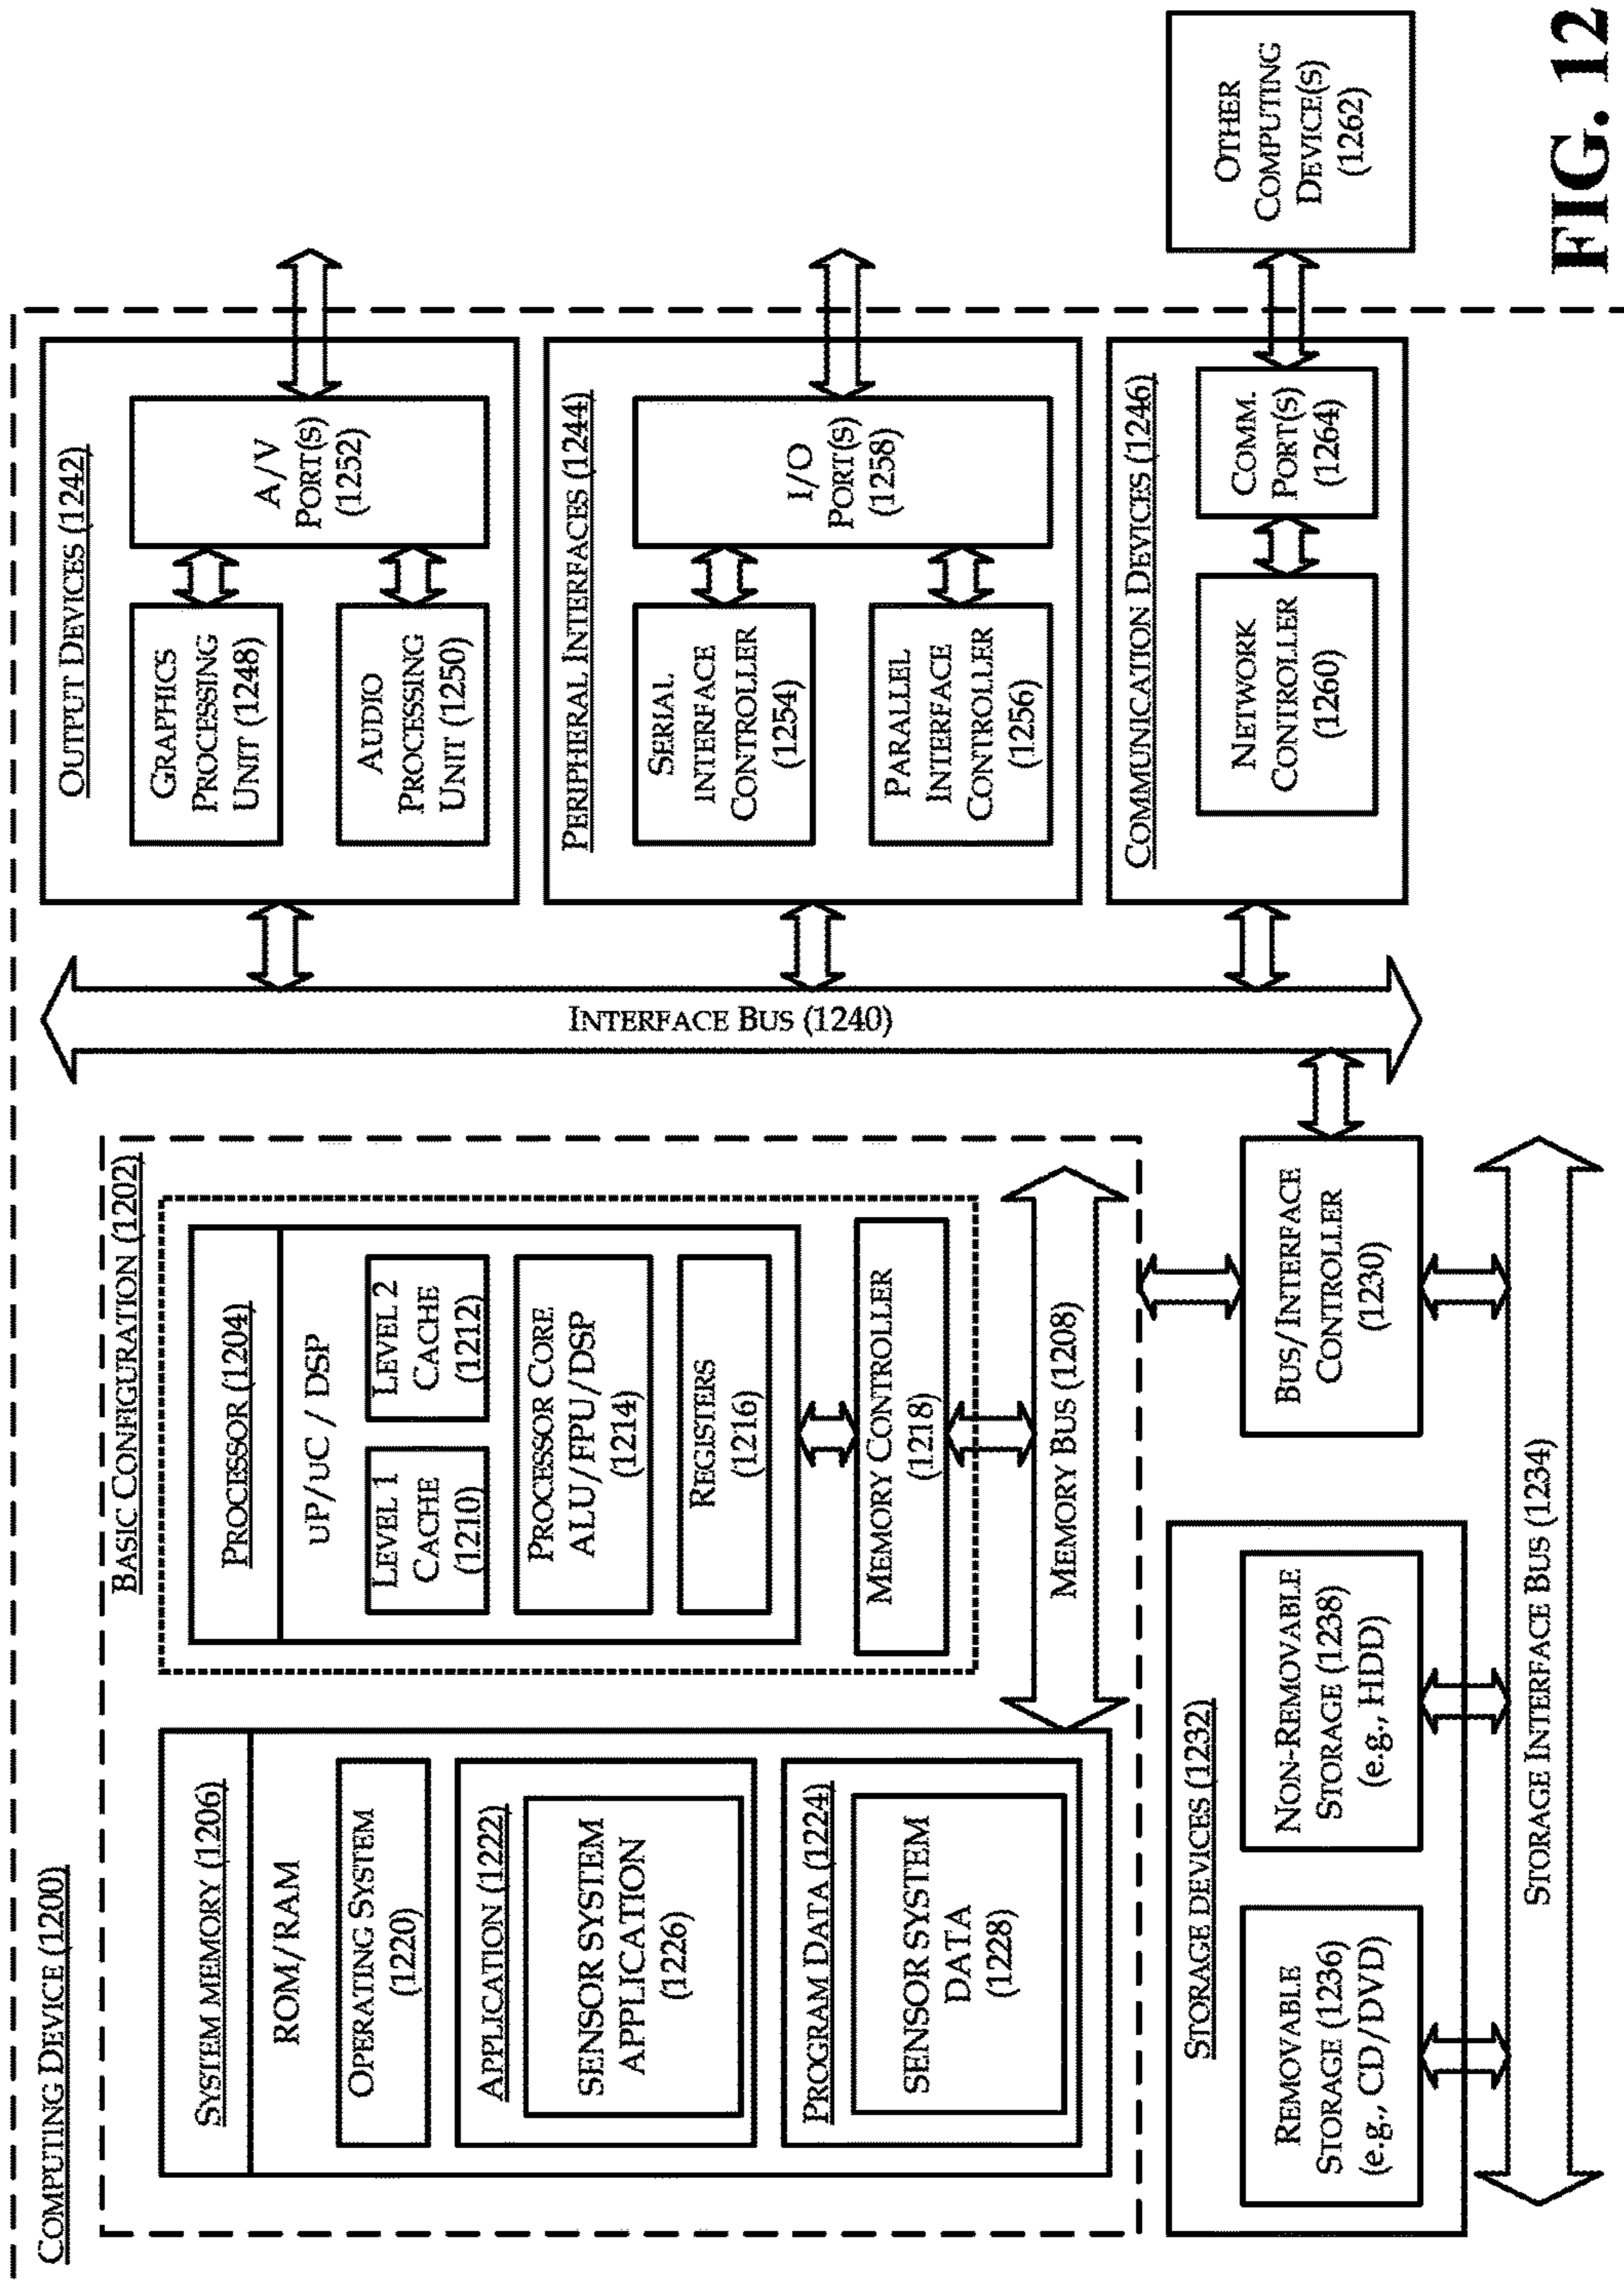 COMPUTING DEVICE (1200)
BASIC CONFIGURATION (1202)
SYSTEM MEMORY (1206)
ROM/RAM
OPERATING SYSTEM
(1220)
APPLICATION (1222)
SENSOR SYSTEM
APPLICATION
(1226)
PROGRAM DATA (1224)
SENSOR SYSTEM
DATA
(1228)
PROCESSOR (1204)
uP/uC / DSP
LEVEL 1
CACHE
(1210)
LEVEL 2
CACHE
(1212)
PROCESSOR CORE
ALU/FPU/DSP
(1214)
REGISTERS
(1216)
MEMORY CONTROLLER
(1218)
MEMORY BUS (1208)
STORAGE DEVICES (1232)
REMOVABLE
STORAGE (1236)
(e.g., CD/DVD)
NON-REMOVABLE
STORAGE (1238)
(e.g., HDD)
BUS/INTERFACE
CONTROLLER
(1230)
STORAGE INTERFACE BUS (1234)
INTERFACE BUS (1240)
OUTPUT DEVICES (1242)
GRAPHICS
PROCESSING
UNIT (1248)
AUDIO
PROCESSING
UNIT (1250)
A/V
PORT(S)
(1252)
PERIPHERAL INTERFACES (1244)
SERIAL
INTERFACE
CONTROLLER
(1254)
PARALLEL
INTERFACE
CONTROLLER
(1256)
I/O
PORT(S)
(1258)
COMMUNICATION DEVICES (1246)
NETWORK
CONTROLLER
(1260)
COMM.
PORT(S)
(1264)
OTHER
COMPUTING
DEVICE(S)
(1262)
FIG. 12